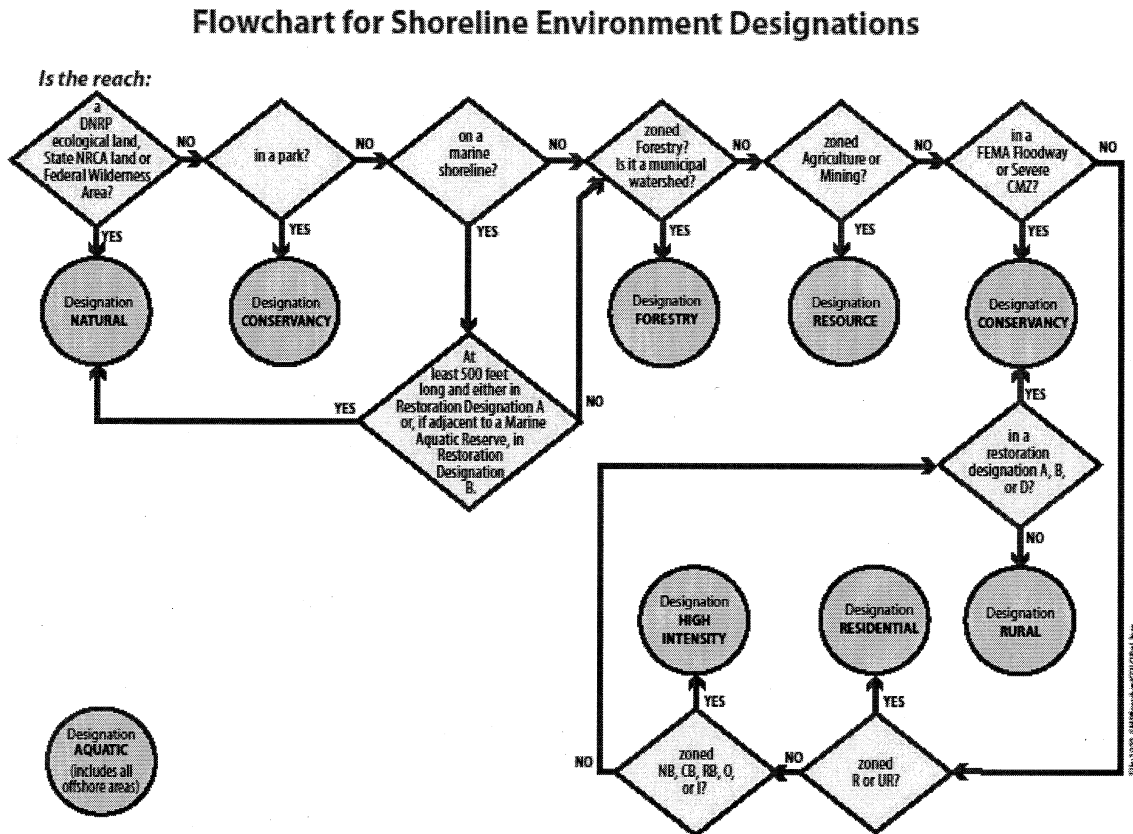 Flowchart for Shoreline Environment Designations
Is the reach:
a
DNRP
ecological land,
State NRCA land or
Federal Wilderness
Area?
NO
in a park?
NO
on a
marine
shoreline?
NO
zoned
Forestry?
Is it a municipal
watershed?
NO
zoned
Agriculture or
Mining?
NO
in a
FEMA Floodway
or Severe
CMZ?
NO
YES
YES
YES
YES
YES
YES
Designation
NATURAL
Designation
CONSERVANCY
Designation
FORESTRY
Designation
RESOURCE
Designation
CONSERVANCY
At
least 500 feet
long and either in
Restoration Designation A
or, if adjacent to a Marine
Aquatic Reserve, in
Restoration
Designation
B.
YES
NO
YES
in a
restoration
designation A, B,
or D?
NO
Designation
HIGH
INTENSITY
Designation
RESIDENTIAL
Designation
RURAL
YES
YES
Designation
AQUATIC
(includes all
offshore areas)
NO
zoned
NB, CB, RB, O,
or I?
NO
zoned
R or UR?